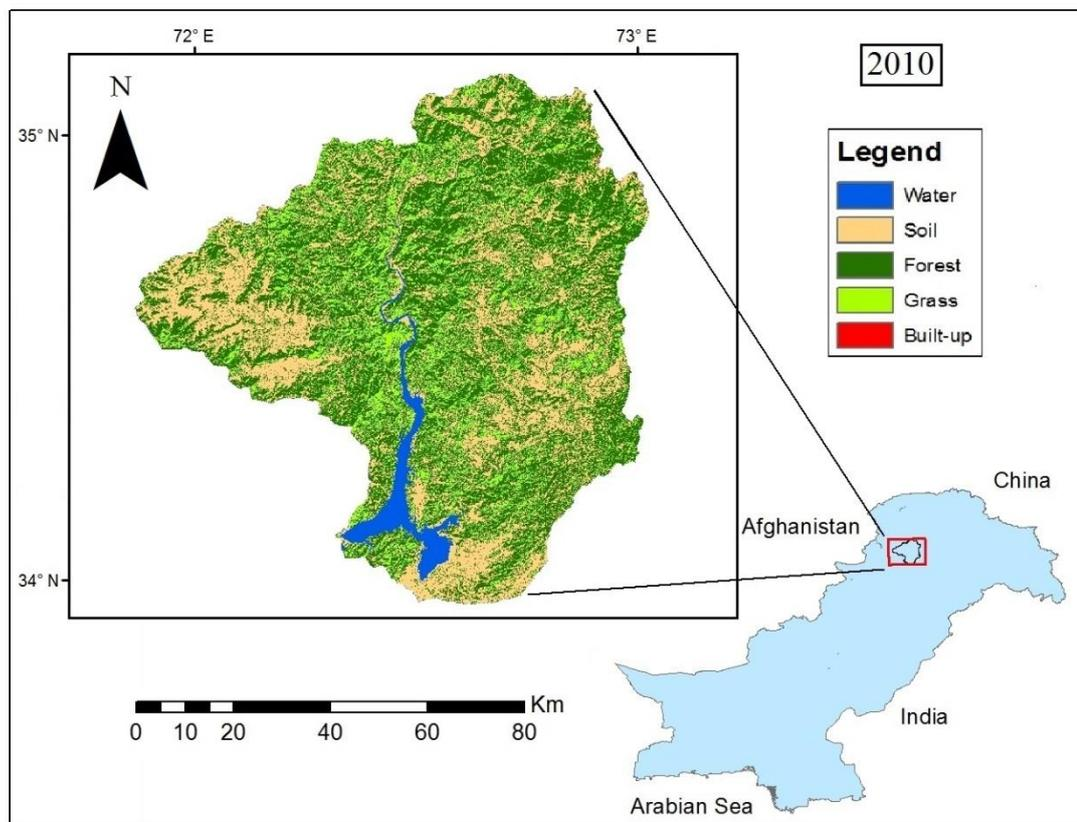 72° E
73° E
2010
N
35° N
Legend
Water
Soil
Forest
Grass
Built-up
China
Afghanistan
34° N
Km
0 10 20 40 60 80
India
Arabian Sea